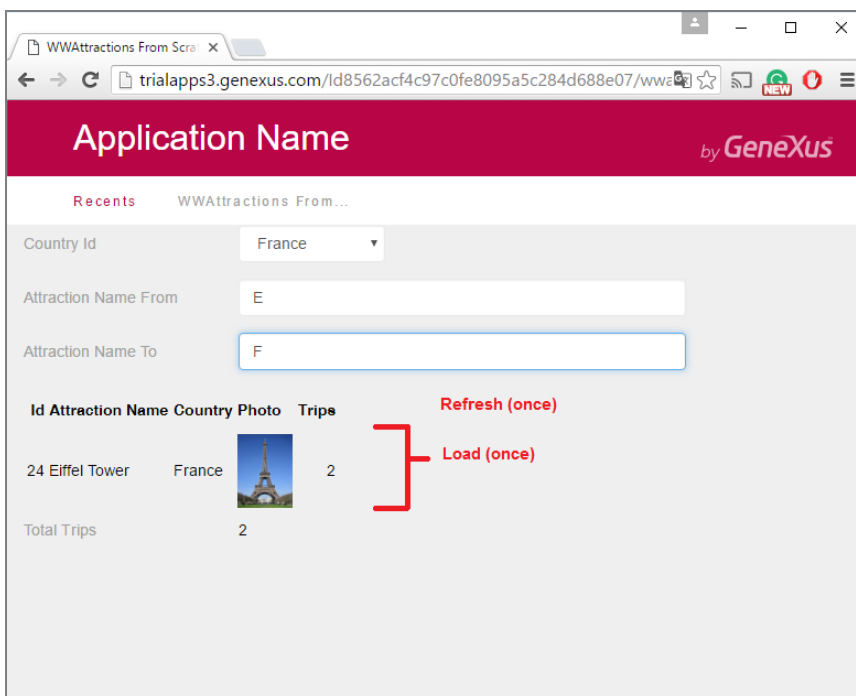 WWAttractions From Scra
trialapps3.genexus.com/Id8562acf4c97c0fe8095a5c284d688e07/wwa
NEW
Application Name
by GeneXus
Recents WWAttractions From...
Country Id France
Attraction Name From E
Attraction Name To F
Id Attraction Name Country Photo Trips
Refresh (once)
Load (once)
24 Eiffel Tower France 2
Total Trips 2